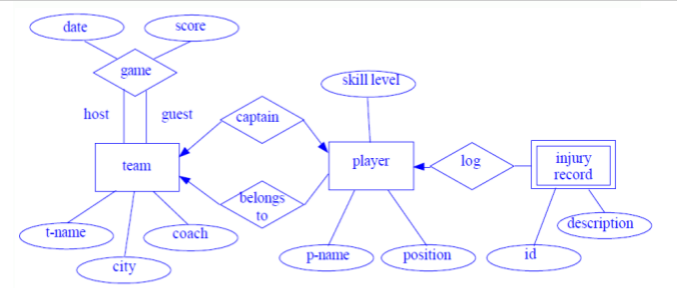 date
score
game
host
guest
skill level
captain
team
player
log
injury
record
belongs
to
t-name
coach
city
p-name
position
id
description